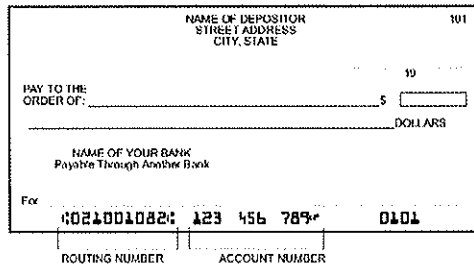 NAME OF DEPOSITOR 101
STREET ADDRESS
CITY, STATE
19
PAY TO THE
ORDER OF: $
DOLLARS
NAME OF YOUR BANK
Payable Through Another Bank
For
⑆021001082⑆ 123 456 789⑈ 0101
ROUTING NUMBER ACCOUNT NUMBER